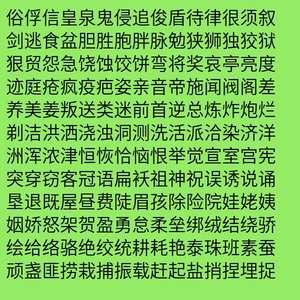 俗俘信皇泉鬼侵追俊盾待律很须叙
剑逃食盆胆胜胞胖脉勉狭狮独狡狱
狠贸怨急饶蚀饺饼弯将奖哀亭亮度
迹庭疮疯疫疤姿亲音帝施闻阀阁差
养美姜叛送类迷前首逆总炼炸炮烂
剃洁洪洒浇浊洞测洗活派洽染济洋
洲浑浓津恒恢恰恼恨举觉宣室宫宪
突穿窃客冠语扁袄祖神祝误诱说诵
垦退既屋昼费陡眉孩除险院娃姥姨
姻娇怒架贺盈勇怠柔垒绑绒结绕骄
绘给络骆绝绞统耕耗艳泰珠班素蚕
顽盏匪捞栽捕振载赶起盐捎捏埋捉